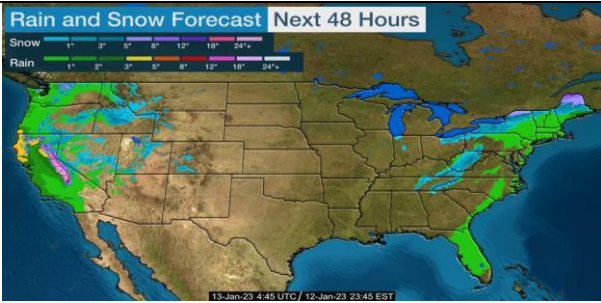 Rain and Snow Forecast Next 48 Hours
Snow 1" 3" 5" 8" 12" 18" 24"+
Rain 1" 2" 3" 5" 8" 12" 18" 24"+
13-Jan-23 4:45 UTC / 12-Jan-23 23:45 EST